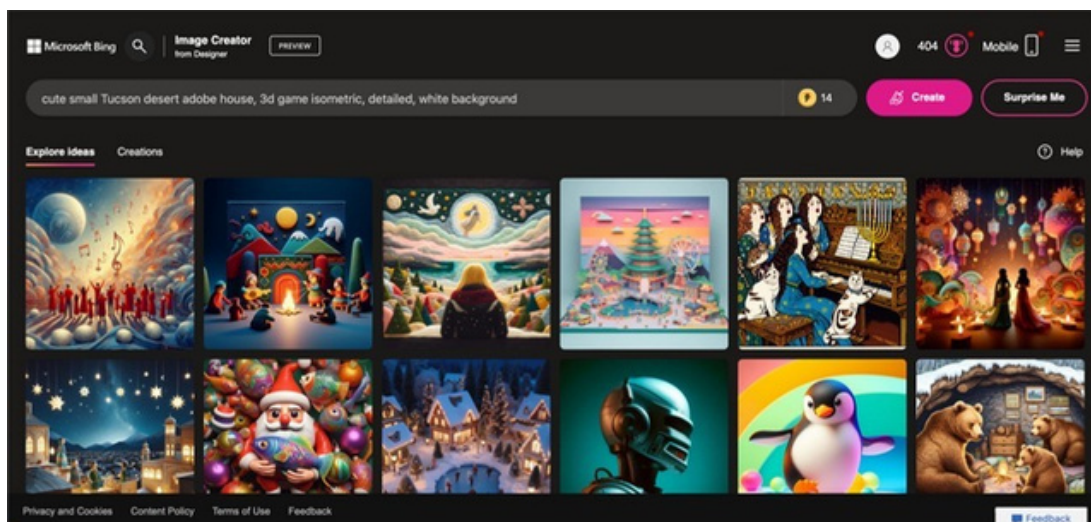 Microsoft Bing
Image Creator
from Designer
PREVIEW
404
Mobile
cute small Tucson desert adobe house, 3d game isometric, detailed, white background
14
Create
Surprise Me
Explore ideas
Creations
Help
Privacy and Cookies
Content Policy
Terms of Use
Feedback
Feedback